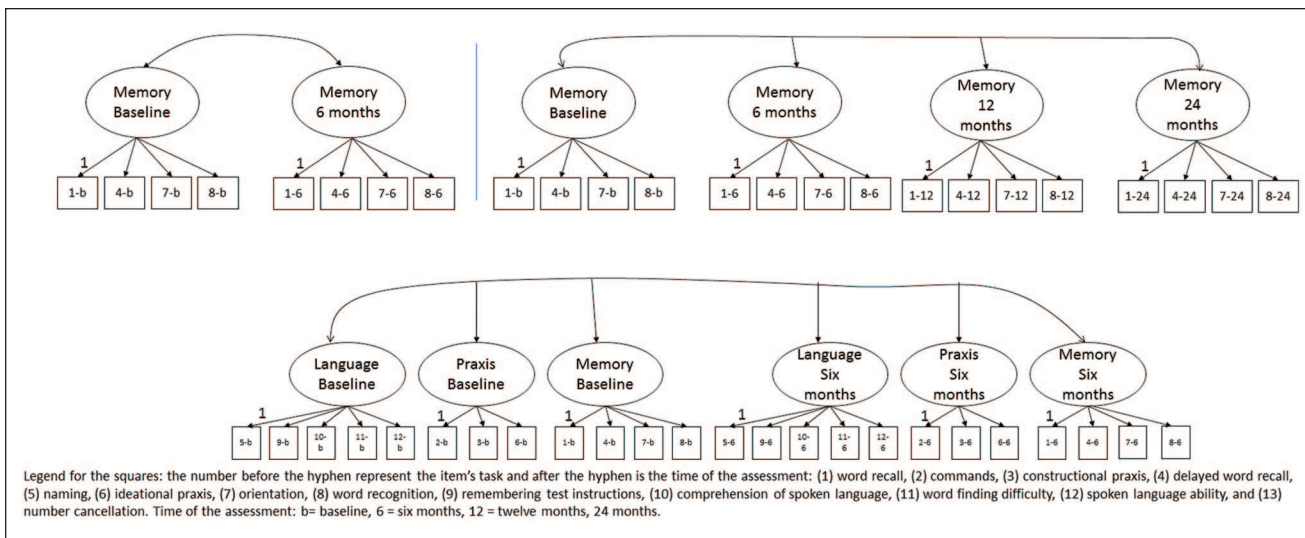 Memory
Baseline
Memory
6 months
Memory
Baseline
Memory
6 months
Memory
12
months
Memory
24
months
1 1 1 1 1 1
1-b 4-b 7-b 8-b 1-6 4-6 7-6 8-6 1-b 4-b 7-b 8-b 1-6 4-6 7-6 8-6 1-12 4-12 7-12 8-12 1-24 4-24 7-24 8-24
Language
Baseline
Praxis
Baseline
Memory
Baseline
Language
Six
months
Praxis
Six
months
Memory
Six
months
1 1 1 1 1 1
5-b 9-b 10-b 11-b 12-b 2-b 3-b 6-b 1-b 4-b 7-b 8-b 5-6 9-6 10-6 11-6 12-6 2-6 3-6 6-6 1-6 4-6 7-6 8-6
Legend for the squares: the number before the hyphen represent the item's task and after the hyphen is the time of the assessment: (1) word recall, (2) commands, (3) constructional praxis, (4) delayed word recall,
(5) naming, (6) ideational praxis, (7) orientation, (8) word recognition, (9) remembering test instructions, (10) comprehension of spoken language, (11) word finding difficulty, (12) spoken language ability, and (13)
number cancellation. Time of the assessment: b= baseline, 6 = six months, 12 = twelve months, 24 months.